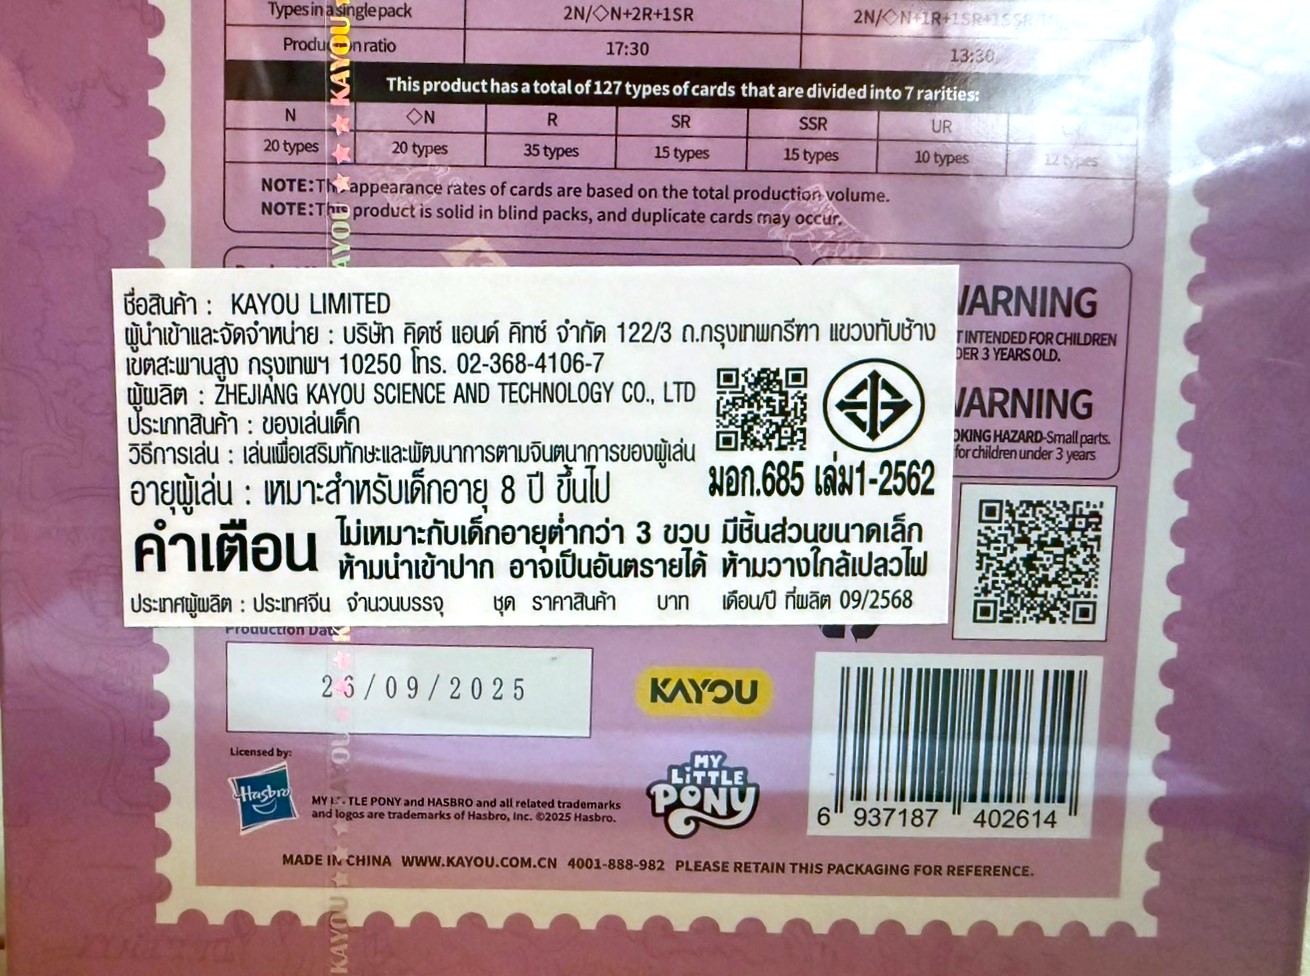 Types in a single pack 2N/◇N+2R+1SR 2N/◇N+1R+1SR+1SSR
Production ratio 17:30 13:30
This product has a total of 127 types of cards that are divided into 7 rarities:
N ◇N R SR SSR UR
20 types 20 types 35 types 15 types 15 types 10 types 12 types
NOTE: The appearance rates of cards are based on the total production volume.
NOTE: This product is solid in blind packs, and duplicate cards may occur.
ชื่อสินค้า : KAYOU LIMITED
ผู้นำเข้าและจัดจำหน่าย : บริษัท คิดซ์ แอนด์ คิทซ์ จำกัด 122/3 ถ.กรุงเทพกรีฑา แขวงทับช้าง
เขตสะพานสูง กรุงเทพฯ 10250 โทร. 02-368-4106-7
ผู้ผลิต : ZHEJIANG KAYOU SCIENCE AND TECHNOLOGY CO., LTD
ประเภทสินค้า : ของเล่นเด็ก
วิธีการเล่น : เล่นเพื่อเสริมทักษะและพัฒนาการตามจินตนาการของผู้เล่น
อายุผู้เล่น : เหมาะสำหรับเด็กอายุ 8 ปี ขึ้นไป
มอก.685 เล่ม1-2562
คำเตือน ไม่เหมาะกับเด็กอายุต่ำกว่า 3 ขวบ มีชิ้นส่วนขนาดเล็ก
ห้ามนำเข้าปาก อาจเป็นอันตรายได้ ห้ามวางใกล้เปลวไฟ
ประเทศผู้ผลิต : ประเทศจีน จำนวนบรรจุ ชุด ราคาสินค้า บาท เดือน/ปี ที่ผลิต 09/2568
WARNING
INTENDED FOR CHILDREN
3 YEARS OLD.
WARNING
HAZARD-Small parts.
for children under 3 years
Production Date
26/09/2025
KAYOU
Licensed by:
Hasbro
MY LITTLE PONY and HASBRO and all related trademarks
and logos are trademarks of Hasbro, Inc. ©2025 Hasbro.
MY
LITTLE
PONY
6 937187 402614
MADE IN CHINA WWW.KAYOU.COM.CN 4001-888-982 PLEASE RETAIN THIS PACKAGING FOR REFERENCE.
KAYOU
KAYOU
KAYOU
KAYOU